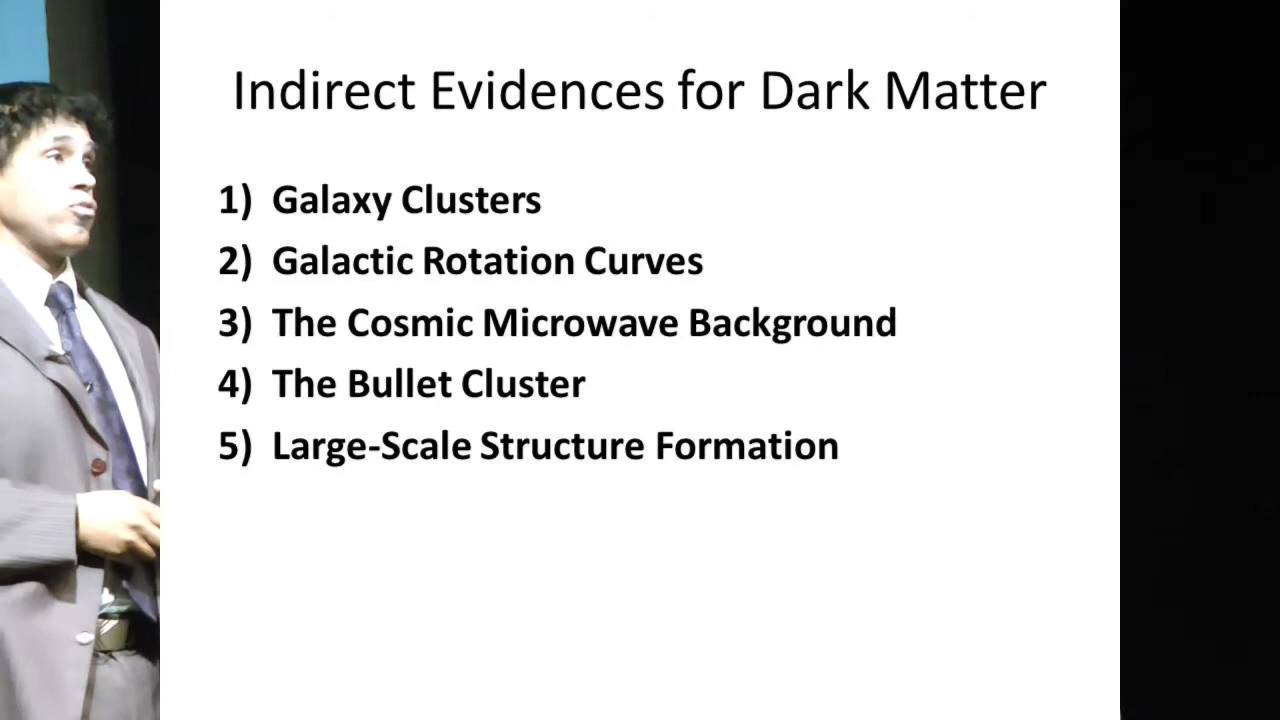 Indirect Evidences for Dark Matter
1) Galaxy Clusters
2) Galactic Rotation Curves
3) The Cosmic Microwave Background
4) The Bullet Cluster
5) Large-Scale Structure Formation